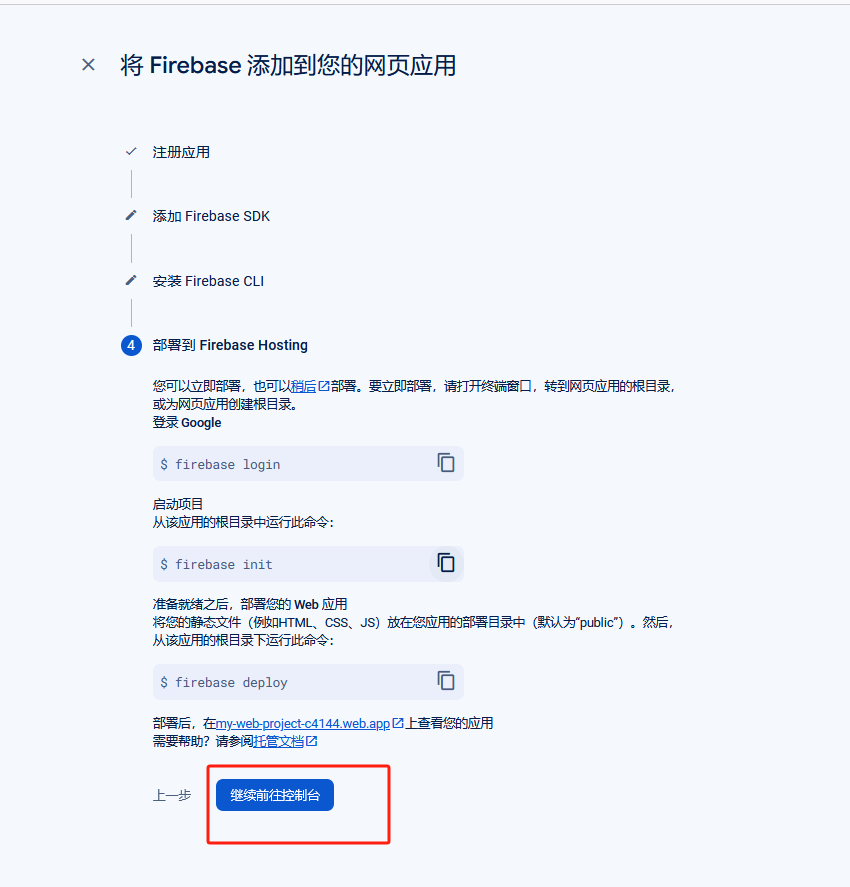 将 Firebase 添加到您的网页应用
注册应用
添加 Firebase SDK
安装 Firebase CLI
4 部署到 Firebase Hosting
您可以立即部署，也可以稍后部署。要立即部署，请打开终端窗口，转到网页应用的根目录，
或为网页应用创建根目录。
登录 Google
$ firebase login
启动项目
从该应用的根目录中运行此命令：
$ firebase init
准备就绪之后，部署您的 Web 应用
将您的静态文件（例如HTML、CSS、JS）放在您应用的部署目录中（默认为“public”）。然后，
从该应用的根目录下运行此命令：
$ firebase deploy
部署后，在my-web-project-c4144.web.app上查看您的应用
需要帮助？请参阅托管文档
上一步 继续前往控制台